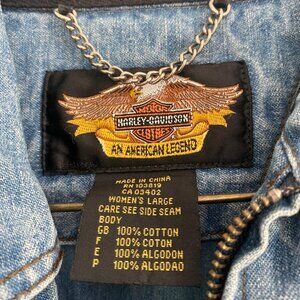 MOTOR
HARLEY-DAVIDSON
CLOTHES
AN AMERICAN LEGEND
MADE IN CHINA
RN 103819
CA 03402
WOMEN'S LARGE
CARE SEE SIDE SEAM
BODY
GB 100% COTTON
F 100% COTON
E 100% ALGODON
P 100% ALGODAO